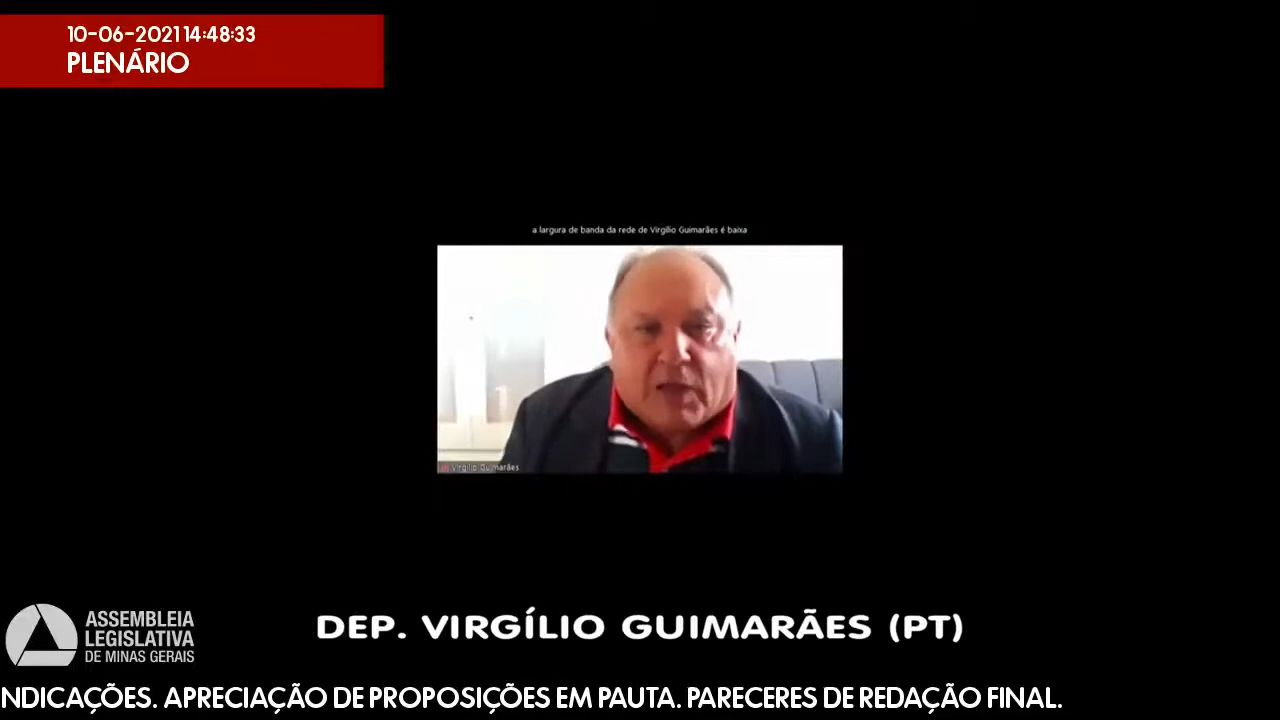 10-06-2021 14:48:33
PLENÁRIO
a largura de banda da rede de Virgílio Guimarães é baixa
Virgílio Guimarães
DEP. VIRGÍLIO GUIMARÃES (PT)
ASSEMBLEIA
LEGISLATIVA
DE MINAS GERAIS
NDICAÇÕES. APRECIAÇÃO DE PROPOSIÇÕES EM PAUTA. PARECERES DE REDAÇÃO FINAL.